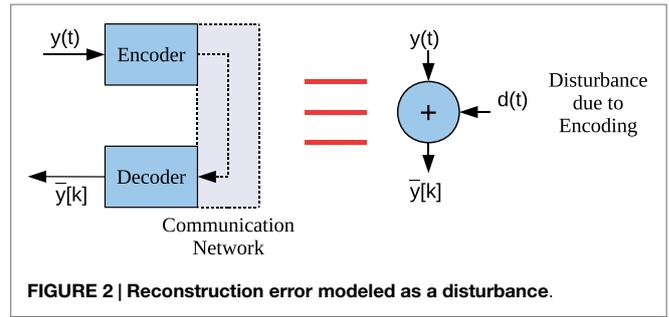 y(t)
Encoder
Decoder
y̅[k]
Communication
Network
y(t)
+
d(t)
y̅[k]
Disturbance
due to
Encoding
FIGURE 2 | Reconstruction error modeled as a disturbance.